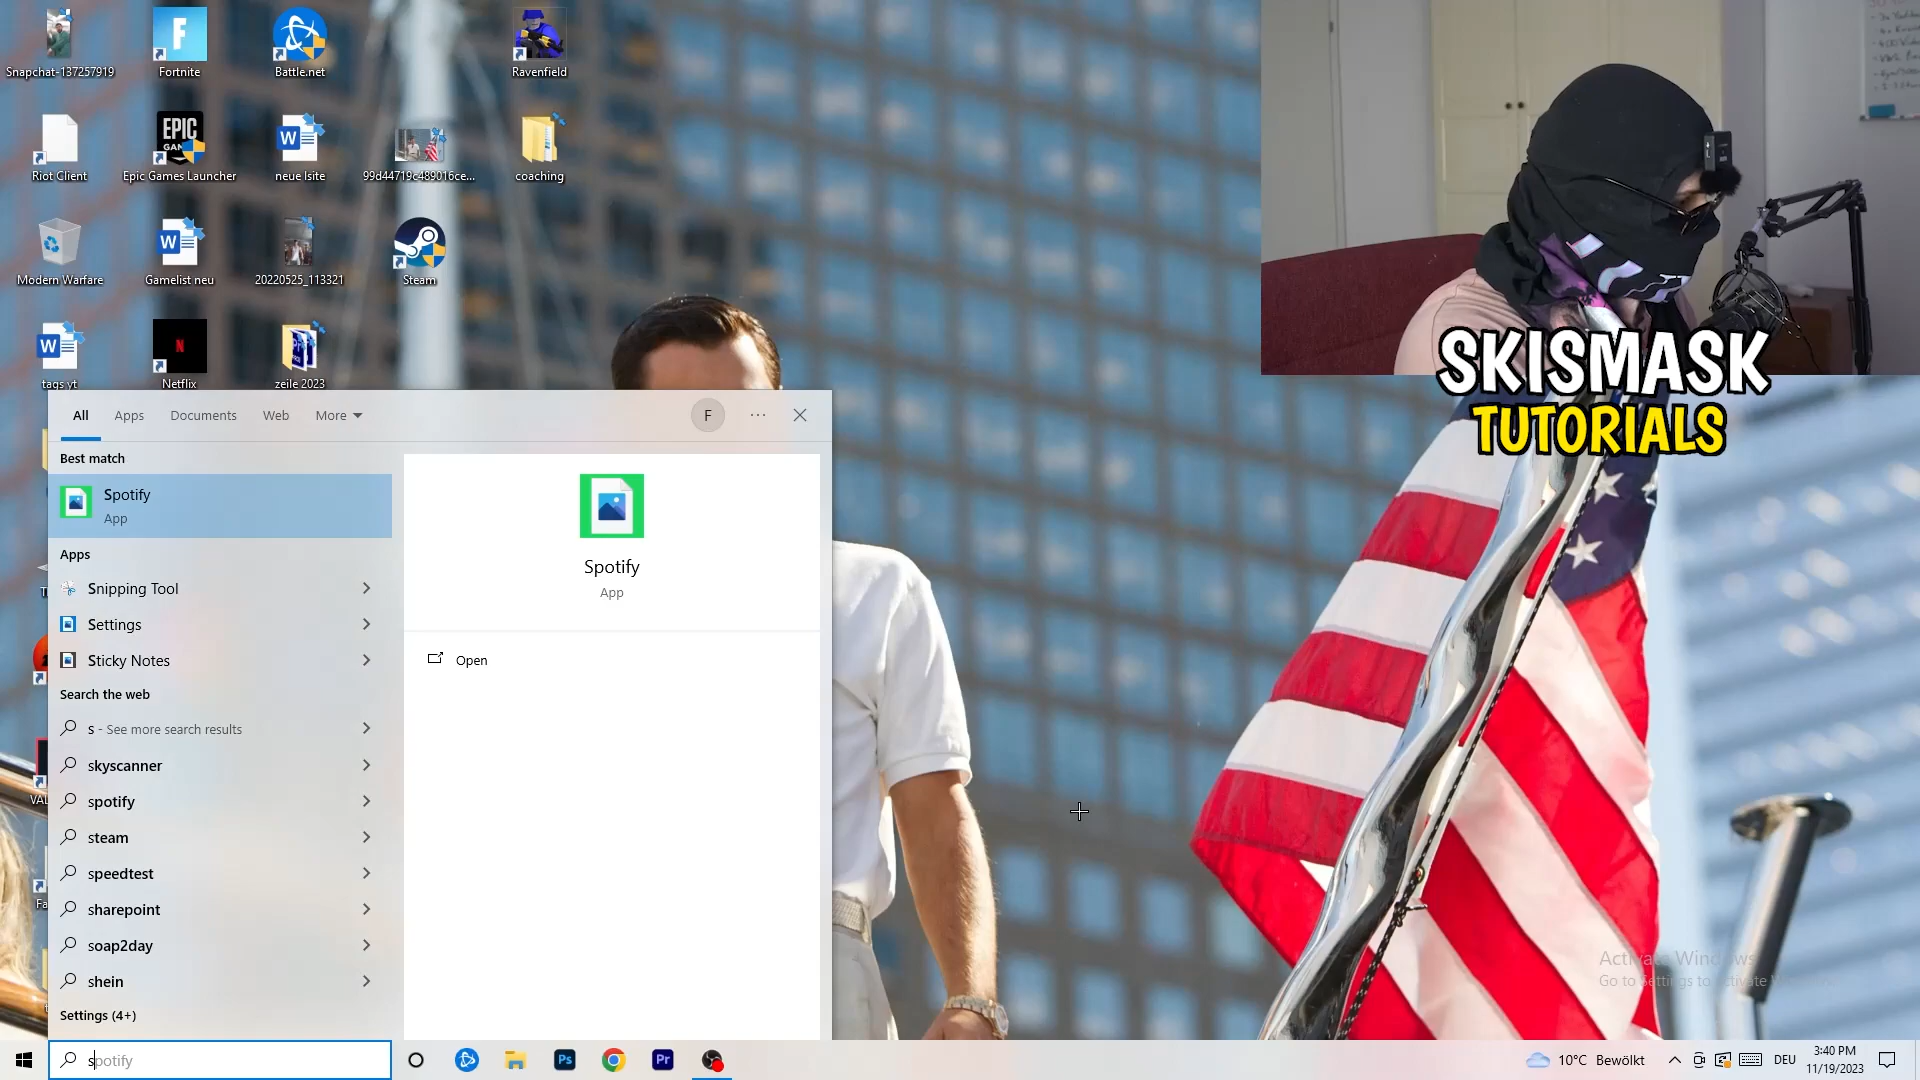 Snapchat-137257919
Fortnite
Battle.net
Ravenfield
Riot Client
EPIC
Epic Games Launcher
neue lsite
99d44719c489016ce...
coaching
Modern Warfare
Gamelist neu
20220525_113321
Steam
tags yt
Netflix
zeile 2023
SKISMASK
TUTORIALS
All
Apps
Documents
Web
More
F
Best match
Spotify
App
Apps
Snipping Tool
Settings
Sticky Notes
Search the web
s - See more search results
skyscanner
spotify
steam
speedtest
sharepoint
soap2day
shein
Settings (4+)
spotify
Spotify
App
Open
Activate Windows
Go to Settings to activate
Ps
Pr
10°C Bewölkt
DEU
3:40 PM
11/19/2023